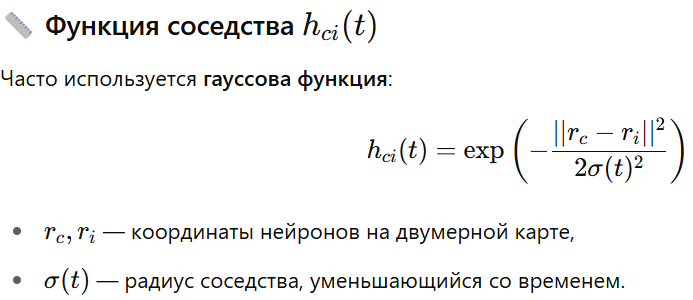 📏 Функция соседства h_{ci}(t)
Часто используется гауссова функция:
h_{ci}(t) = exp(−||r_c − r_i||² / 2σ(t)²)
• r_c, r_i — координаты нейронов на двумерной карте,
• σ(t) — радиус соседства, уменьшающийся со временем.